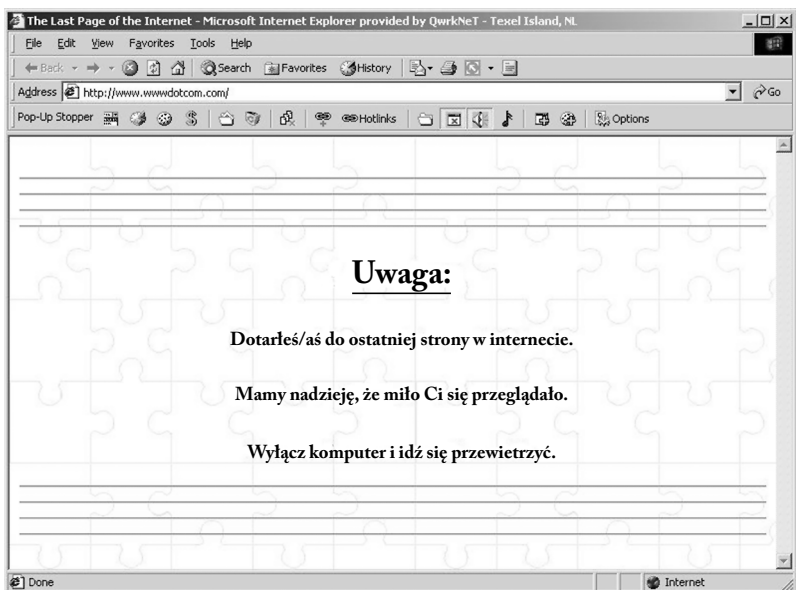 The Last Page of the Internet - Microsoft Internet Explorer provided by QwrkNeT - Texel Island, NL
File Edit View Favorites Tools Help
Back Search Favorites History
Address http://www.wwwdotcom.com/ Go
Pop-Up Stopper Hotlinks Options
Uwaga:
Dotarłeś/aś do ostatniej strony w internecie.
Mamy nadzieję, że miło Ci się przeglądało.
Wyłącz komputer i idź się przewietrzyć.
Done Internet